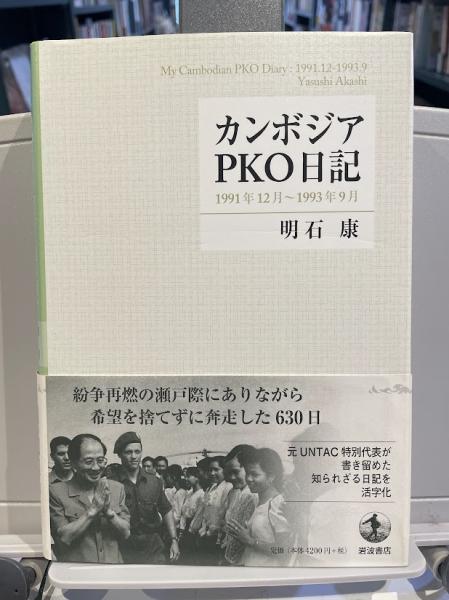 My Cambodian PKO Diary : 1991.12-1993.9
Yasushi Akashi
カンボジア
PKO日記
1991年12月～1993年9月
明石 康
紛争再燃の瀬戸際にありながら
希望を捨てずに奔走した630日
元UNTAC特別代表が
書き留めた
知られざる日記を
活字化
定価（本体4200円+税）
岩波書店